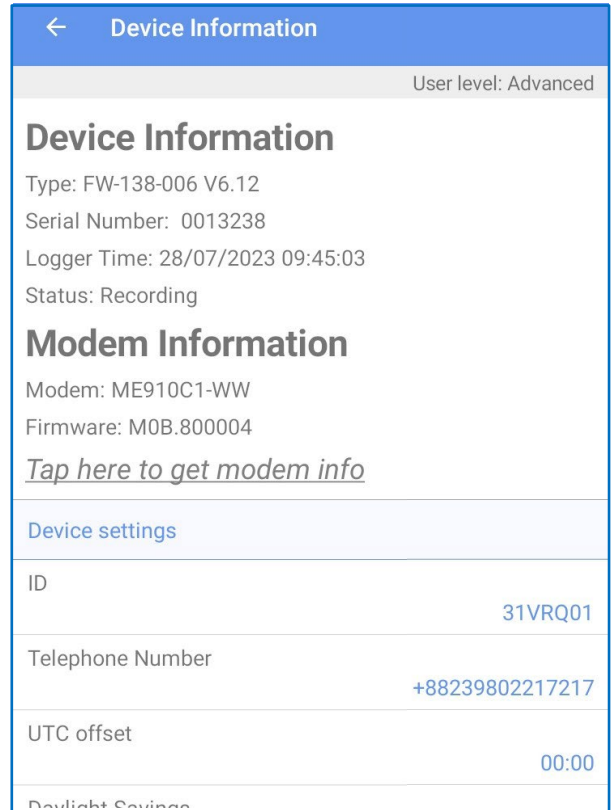 Device Information
User level: Advanced
Device Information
Type: FW-138-006 V6.12
Serial Number:  0013238
Logger Time: 28/07/2023 09:45:03
Status: Recording
Modem Information
Modem: ME910C1-WW
Firmware: M0B.800004
Tap here to get modem info
Device settings
ID
31VRQ01
Telephone Number
+88239802217217
UTC offset
00:00
Daylight Savings